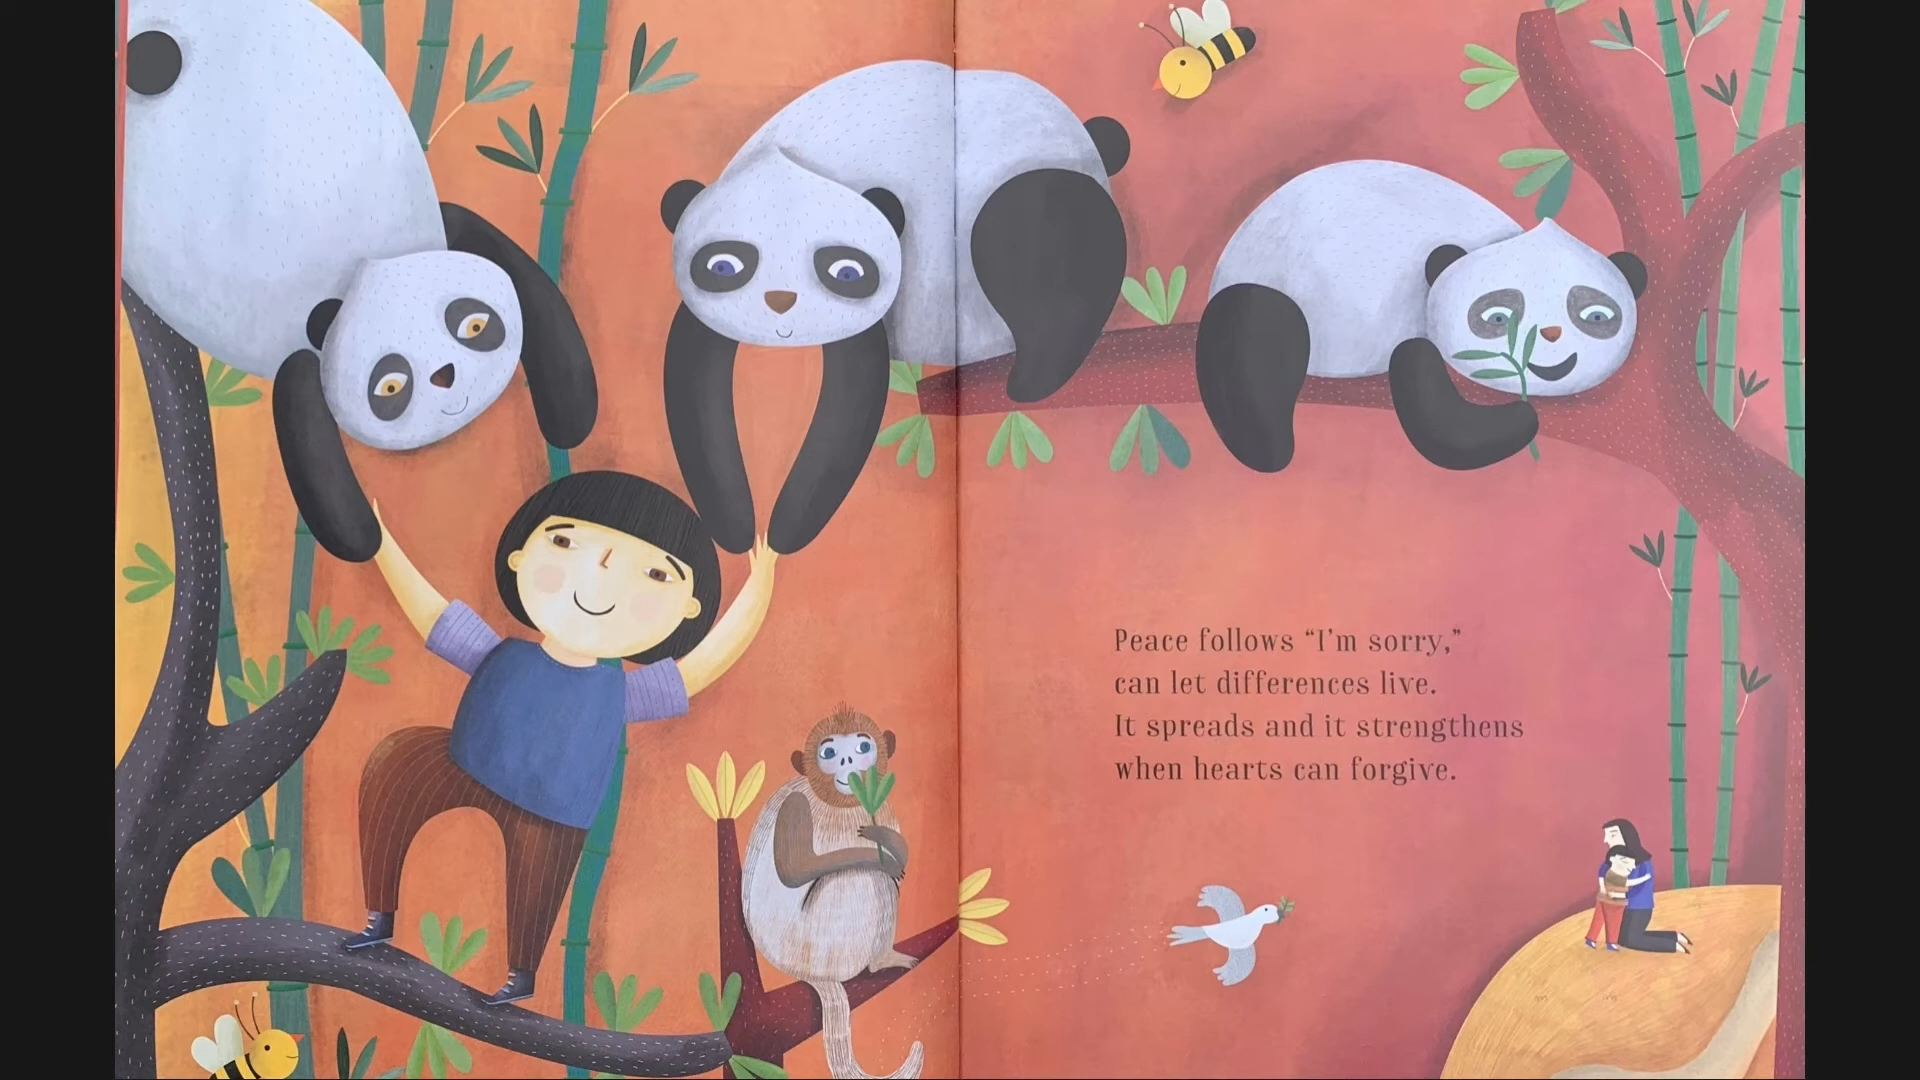 Peace follows “I’m sorry,”
can let differences live.
It spreads and it strengthens
when hearts can forgive.